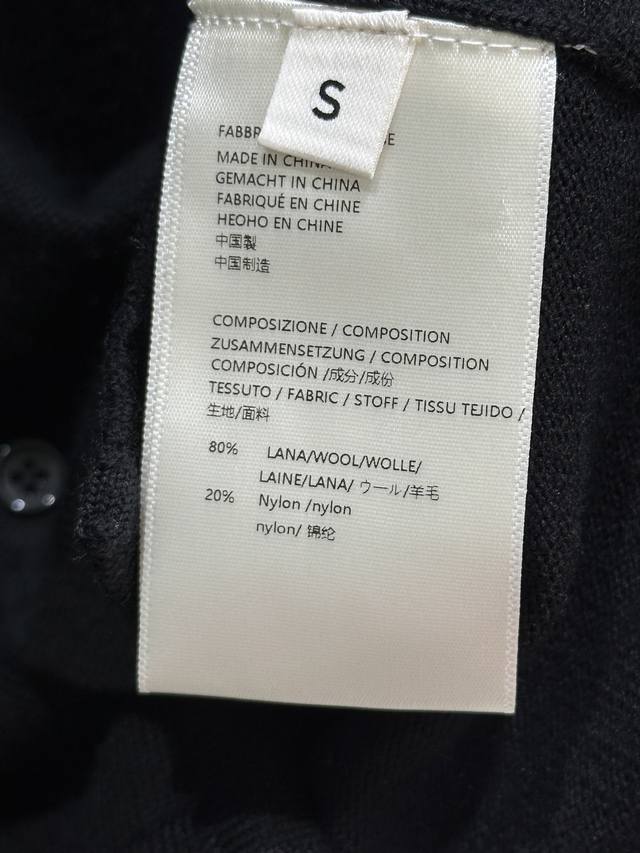 S
MADE IN CHINA
GEMACHT IN CHINA
FABRIQUÉ EN CHINE
HEOHO EN CHINE
中国製
中国制造
COMPOSIZIONE / COMPOSITION
ZUSAMMENSETZUNG / COMPOSITION
COMPOSICIÓN /成分/成份
TESSUTO / FABRIC / STOFF / TISSU TEJIDO /
生地/面料
80% LANA/WOOL/WOLLE/
LAINE/LANA/ ウール/羊毛
20% Nylon /nylon
nylon/ 锦纶